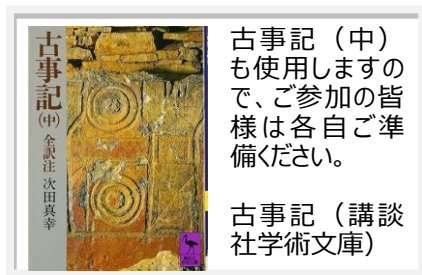 古事記
(中)
全訳注 次田真幸
古事記（中）
も使用しますの
で、ご参加の皆
様は各自ご準
備ください。
古事記（講談
社学術文庫）